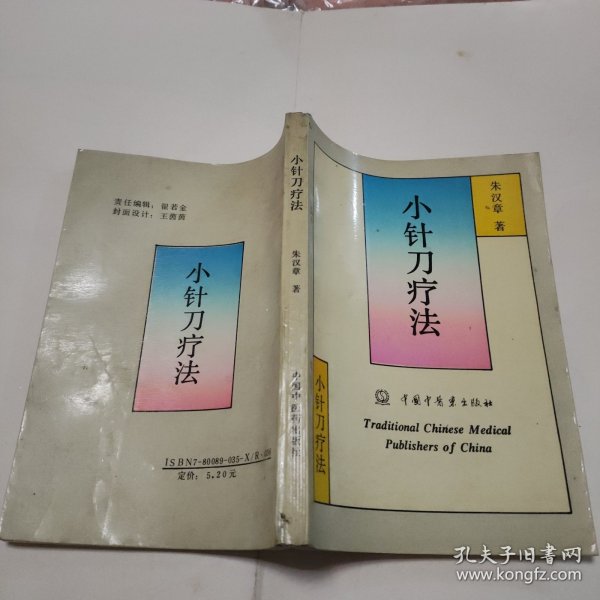 责任编辑：崔若金
封面设计：王茵茵
小针刀疗法
ISBN7-80089-035-X/R·
定价：5.20元
小针刀疗法
朱汉章 著
中国中医药出版社
朱汉章 著
小针刀疗法
中国中医药出版社
Traditional Chinese Medical
Publishers of China
小针刀疗法
孔夫子旧书网
www.kongfz.com